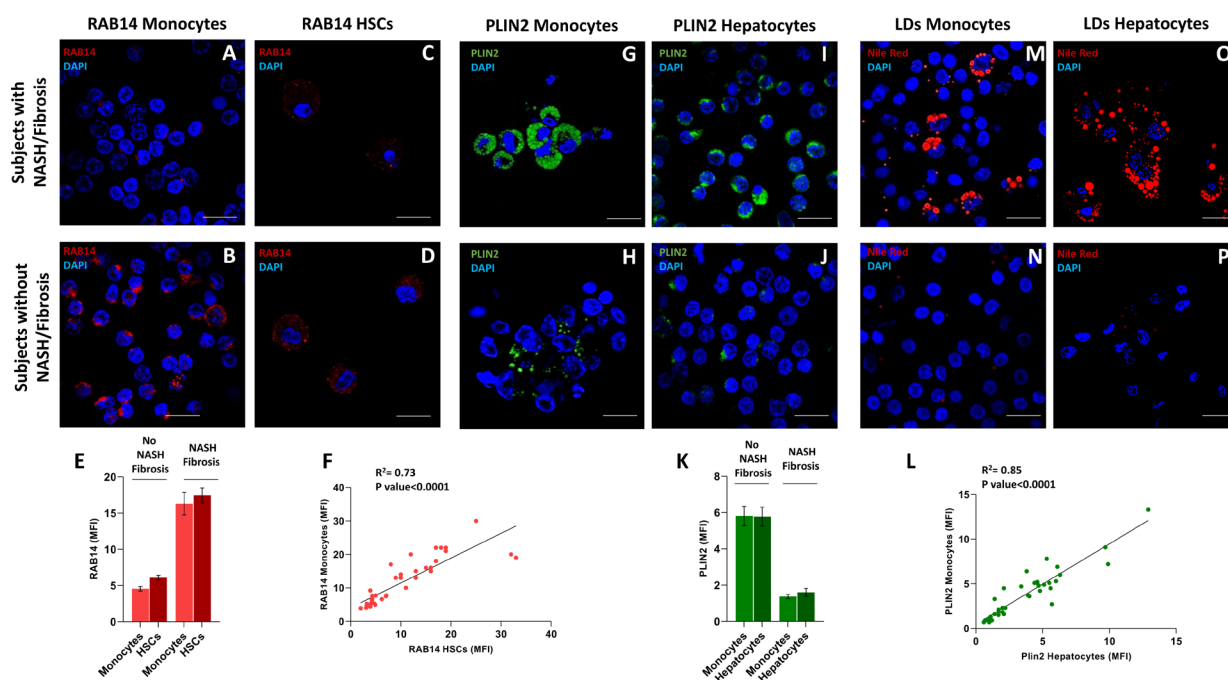 RAB14 Monocytes
RAB14 HSCs
PLIN2 Monocytes
PLIN2 Hepatocytes
LDs Monocytes
LDs Hepatocytes
Subjects with
NASH/Fibrosis
RAB14
DAPI
A
RAB14
DAPI
C
PLIN2
DAPI
G
PLIN2
DAPI
I
Nile Red
DAPI
M
Nile Red
DAPI
O
Subjects without
NASH/Fibrosis
RAB14
DAPI
B
RAB14
DAPI
D
PLIN2
DAPI
H
PLIN2
DAPI
J
Nile Red
DAPI
N
Nile Red
DAPI
P
E
No
NASH
Fibrosis
NASH
Fibrosis
RAB14 (MFI)
20
15
10
5
0
Monocytes
HSCs
Monocytes
HSCs
F
R²= 0.73
P value<0.0001
RAB14 Monocytes (MFI)
40
30
20
10
0
0
10
20
30
40
RAB14 HSCs (MFI)
K
No
NASH
Fibrosis
NASH
Fibrosis
PLIN2 (MFI)
8
6
4
2
0
Monocytes
Hepatocytes
Monocytes
Hepatocytes
L
R²= 0.85
P value<0.0001
PLIN2 Monocytes (MFI)
15
10
5
0
0
5
10
15
Plin2 Hepatocytes (MFI)